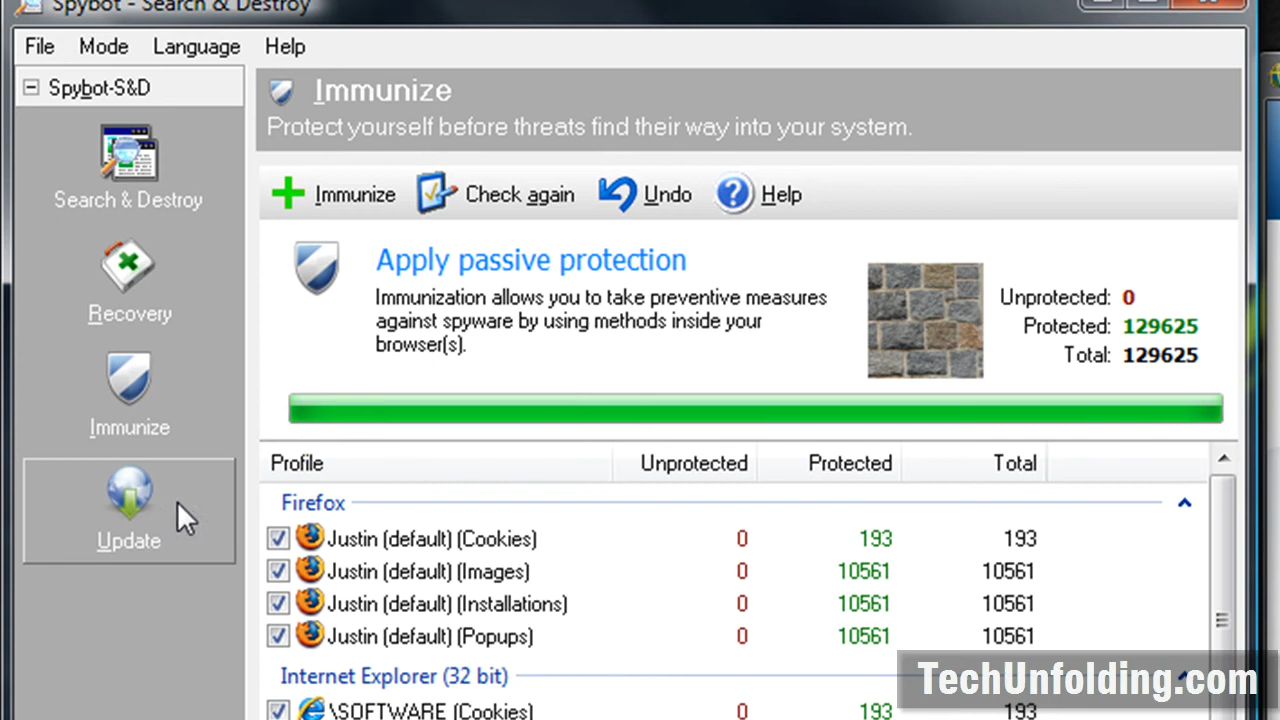 Spybot - Search & Destroy
File Mode Language Help
Spybot-S&D
Search & Destroy
Recovery
Immunize
Update
Immunize
Protect yourself before threats find their way into your system.
Immunize Check again Undo Help
Apply passive protection
Immunization allows you to take preventive measures
against spyware by using methods inside your
browser(s).
Unprotected: 0
Protected: 129625
Total: 129625
Profile Unprotected Protected Total
Firefox
Justin (default) (Cookies) 0 193 193
Justin (default) (Images) 0 10561 10561
Justin (default) (Installations) 0 10561 10561
Justin (default) (Popups) 0 10561 10561
Internet Explorer (32 bit)
\SOFTWARE (Cookies) 0 193 193
TechUnfolding.com